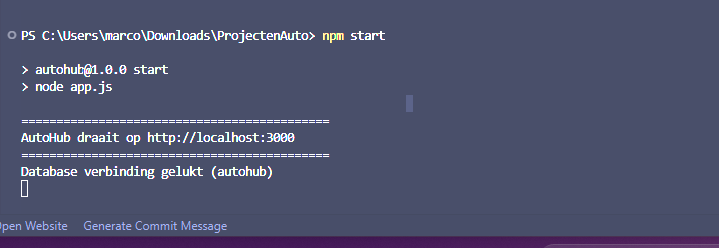 PS C:\Users\marco\Downloads\ProjectenAuto> npm start
> autohub@1.0.0 start
> node app.js
============================================
AutoHub draait op http://localhost:3000
============================================
Database verbinding gelukt (autohub)
Open Website Generate Commit Message